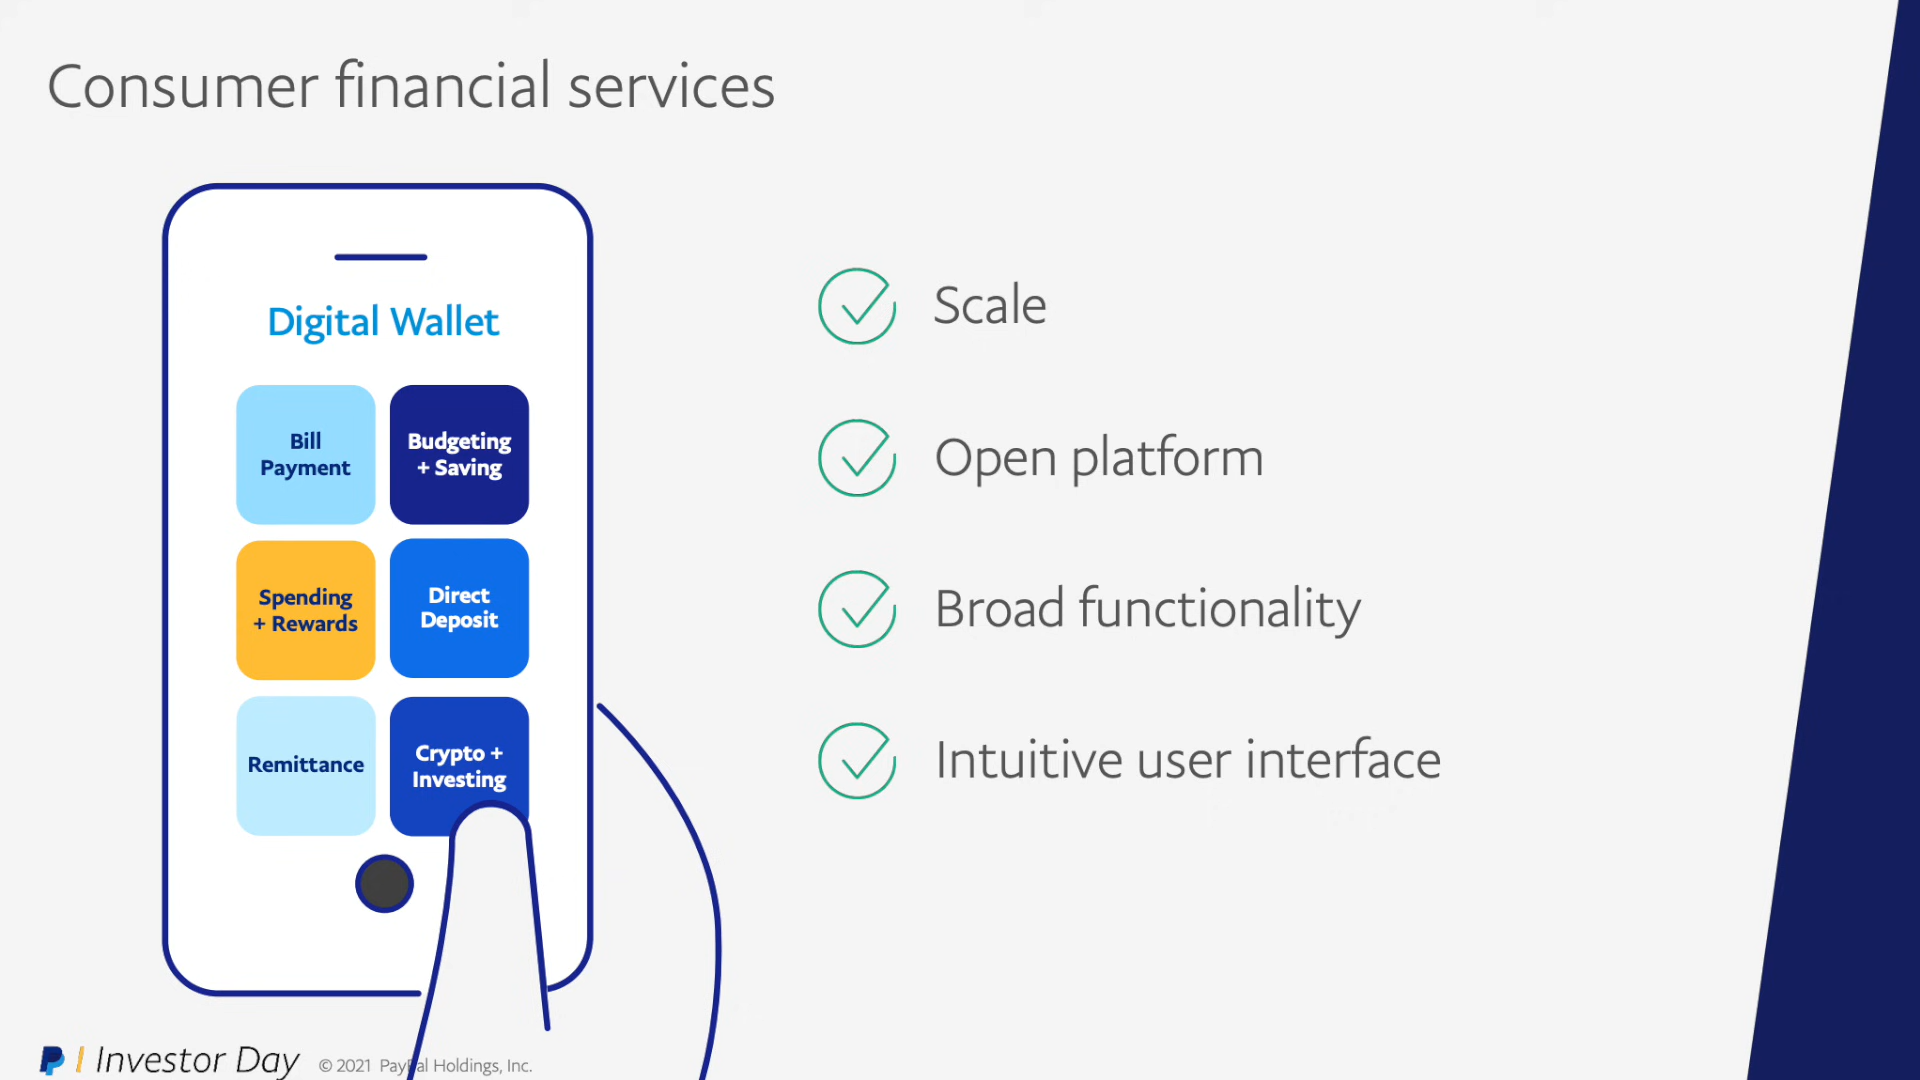 Consumer financial services
Digital Wallet
Bill
Payment
Budgeting
+ Saving
Spending
+ Rewards
Direct
Deposit
Remittance
Crypto +
Investing
Scale
Open platform
Broad functionality
Intuitive user interface
Investor Day
© 2021 PayPal Holdings, Inc.